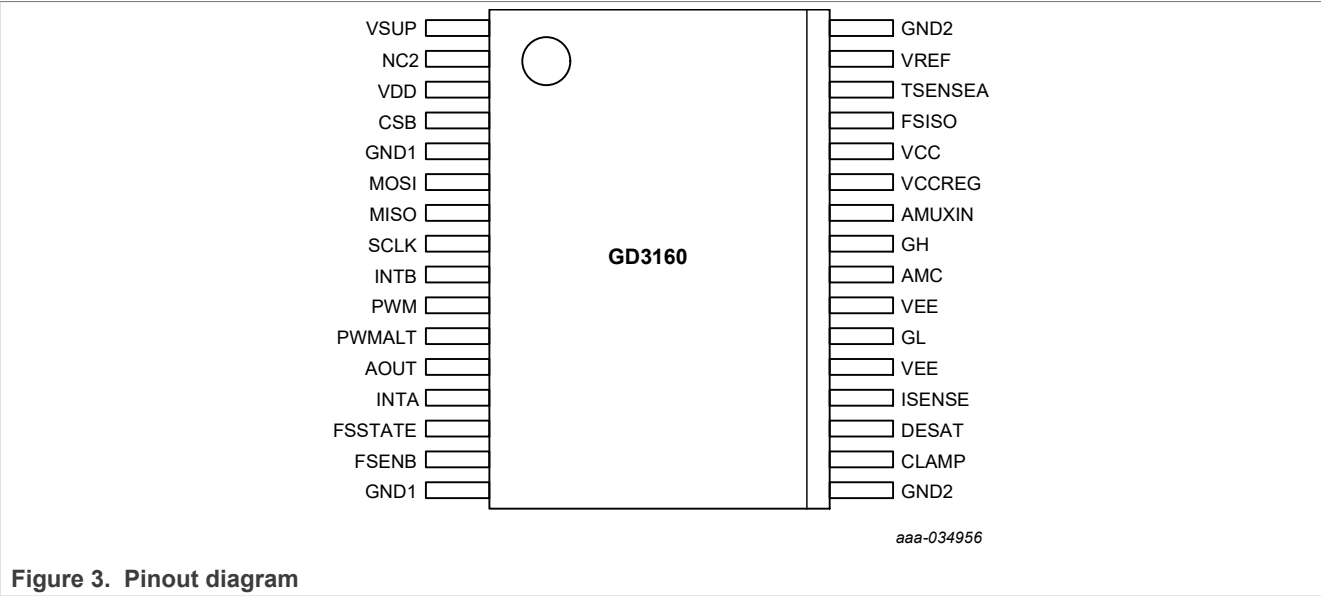 VSUP
NC2
VDD
CSB
GND1
MOSI
MISO
SCLK
INTB
PWM
PWMALT
AOUT
INTA
FSSTATE
FSENB
GND1
GD3160
GND2
VREF
TSENSEA
FSISO
VCC
VCCREG
AMUXIN
GH
AMC
VEE
GL
VEE
ISENSE
DESAT
CLAMP
GND2
aaa-034956
Figure 3. Pinout diagram